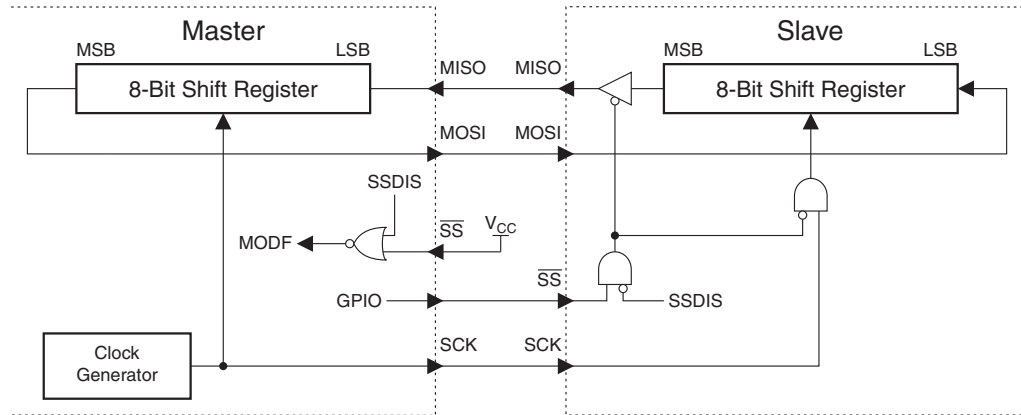 Master
Slave
MSB
LSB
MISO
MISO
MSB
LSB
8-Bit Shift Register
8-Bit Shift Register
MOSI
MOSI
SSDIS
SS
VCC
MODF
SS
GPIO
SSDIS
SCK
SCK
Clock
Generator